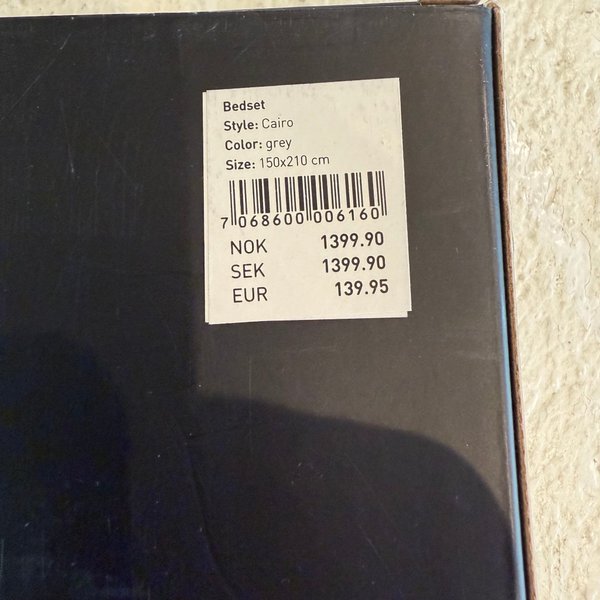 Bedset
Style: Cairo
Color: grey
Size: 150x210 cm
7 068600 006160
NOK 1399.90
SEK 1399.90
EUR 139.95